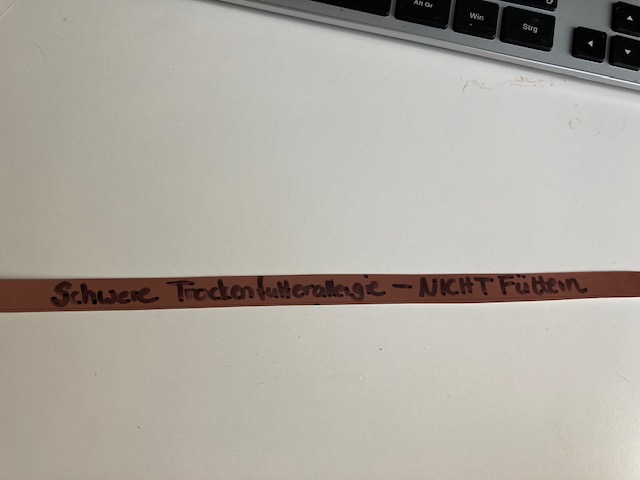 Alt Gr
Win
Strg
Schwere Trockenfutterallergie - NICHT Füttern